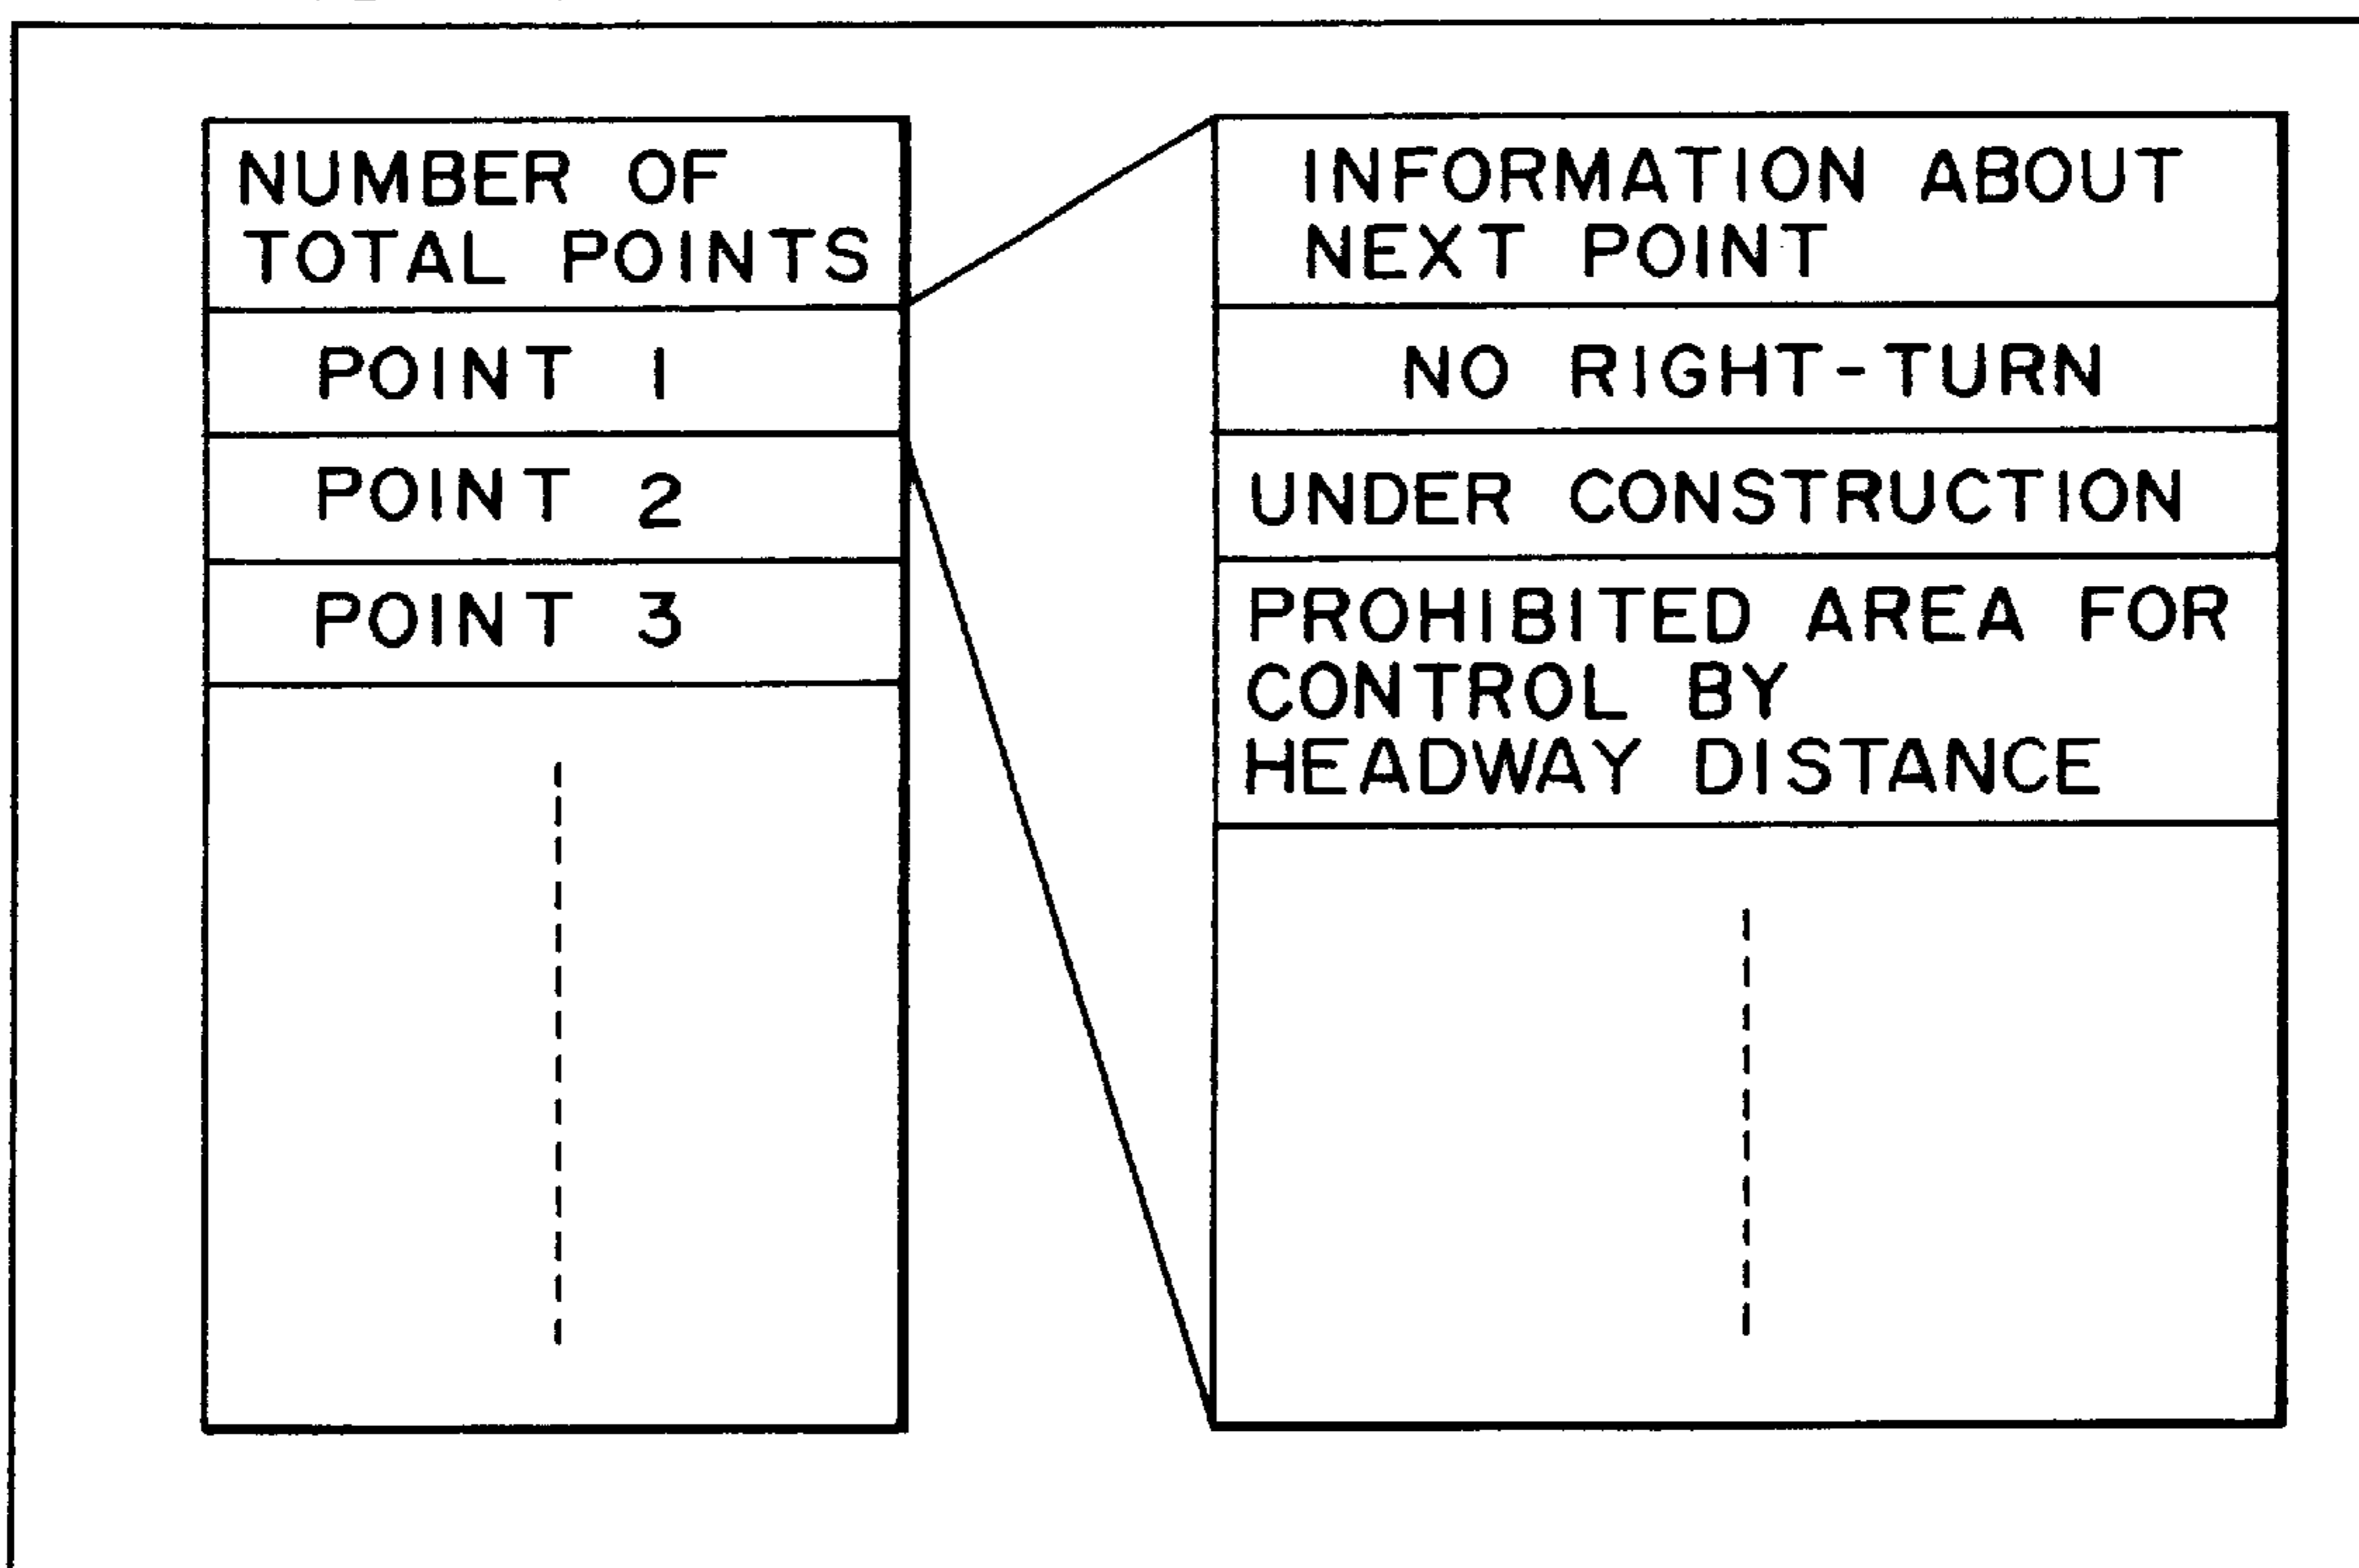 NUMBER OF
TOTAL POINTS
POINT 1
POINT 2
POINT 3
INFORMATION ABOUT
NEXT POINT
NO RIGHT-TURN
UNDER CONSTRUCTION
PROHIBITED AREA FOR
CONTROL BY
HEADWAY DISTANCE